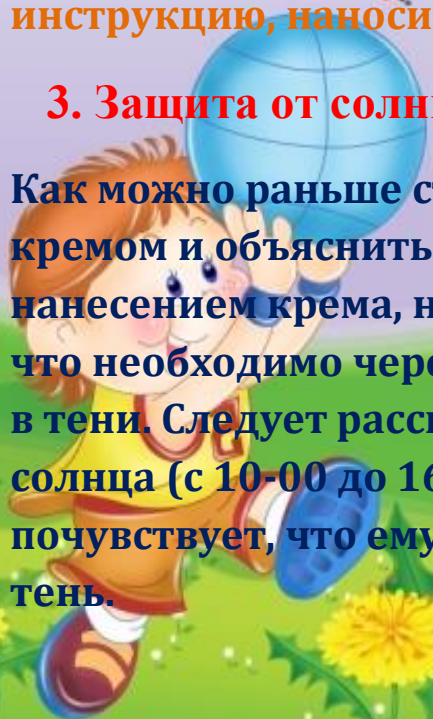 инструкцию, наноси
3. Защита от солн
Как можно раньше с
кремом и объяснить
нанесением крема, н
что необходимо чере
в тени. Следует расс
солнца (с 10-00 до 16
почувствует, что ему
тень.